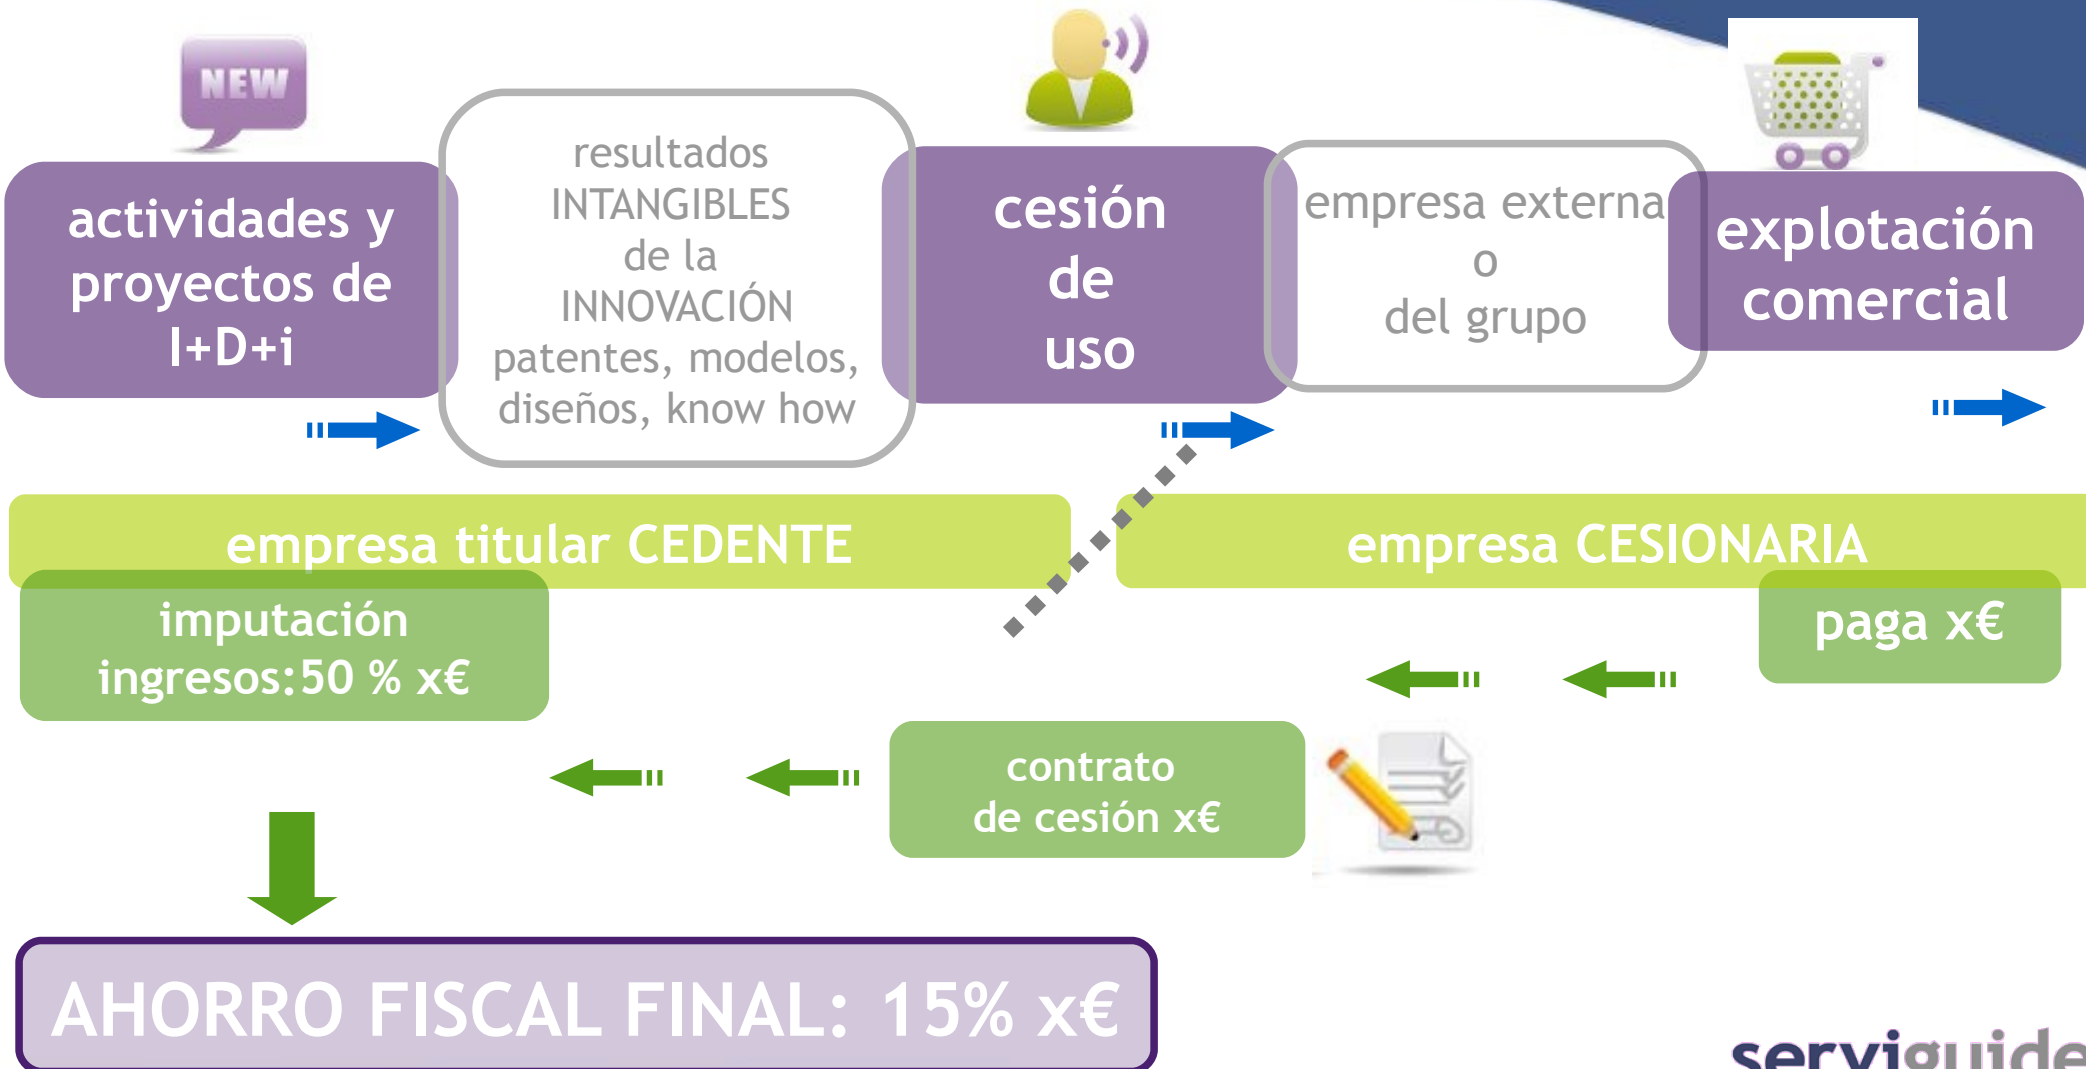 NEW
actividades y
proyectos de
I+D+i
resultados
INTANGIBLES
de la
INNOVACIÓN
patentes, modelos,
diseños, know how
cesión
de
uso
empresa externa
o
del grupo
explotación
comercial
empresa titular CEDENTE
empresa CESIONARIA
imputación
ingresos:50 % x€
paga x€
contrato
de cesión x€
AHORRO FISCAL FINAL: 15% x€
serviguide